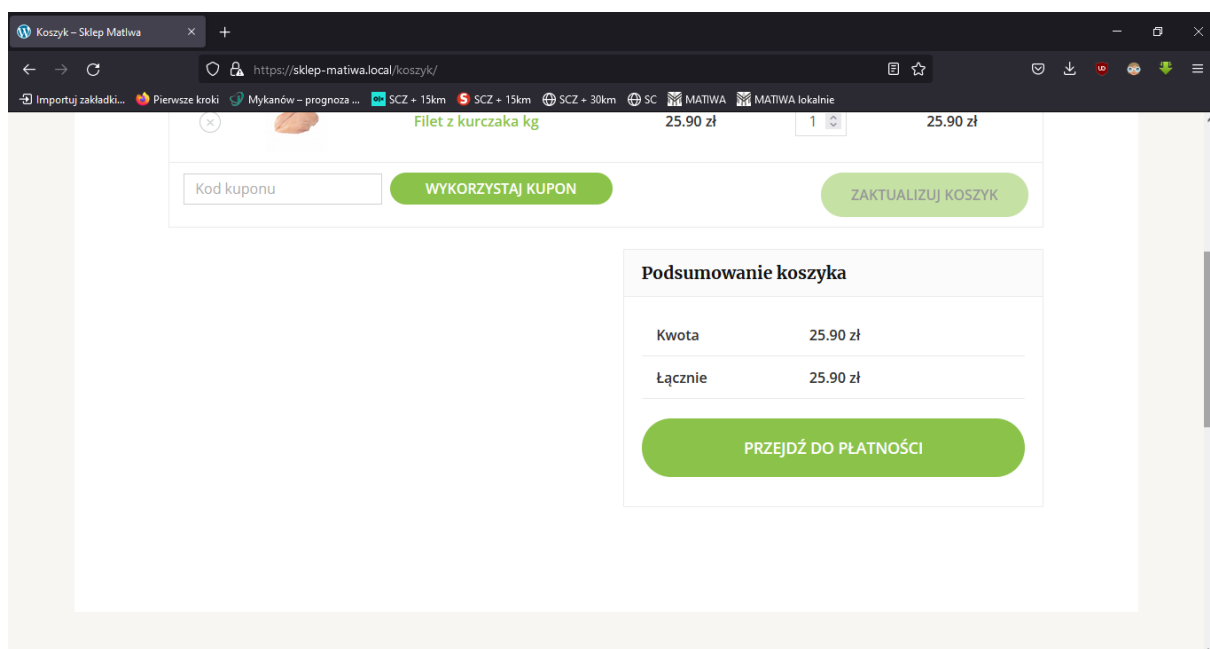 Koszyk – Sklep MatIwa
https://sklep-matiwa.local/koszyk/
Importuj zakładki... Pierwsze kroki Mykanów – prognoza ... SCZ + 15km SCZ + 15km SCZ + 30km SC MATIWA MATIWA lokalnie
Filet z kurczaka kg 25.90 zł 1 25.90 zł
Kod kuponu WYKORZYSTAJ KUPON ZAKTUALIZUJ KOSZYK
Podsumowanie koszyka
Kwota 25.90 zł
Łącznie 25.90 zł
PRZEJDŹ DO PŁATNOŚCI